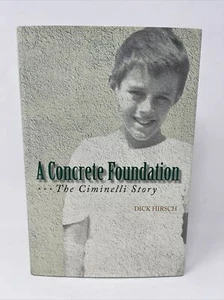 A Concrete Foundation
...The Ciminelli Story
DICK HIRSCH